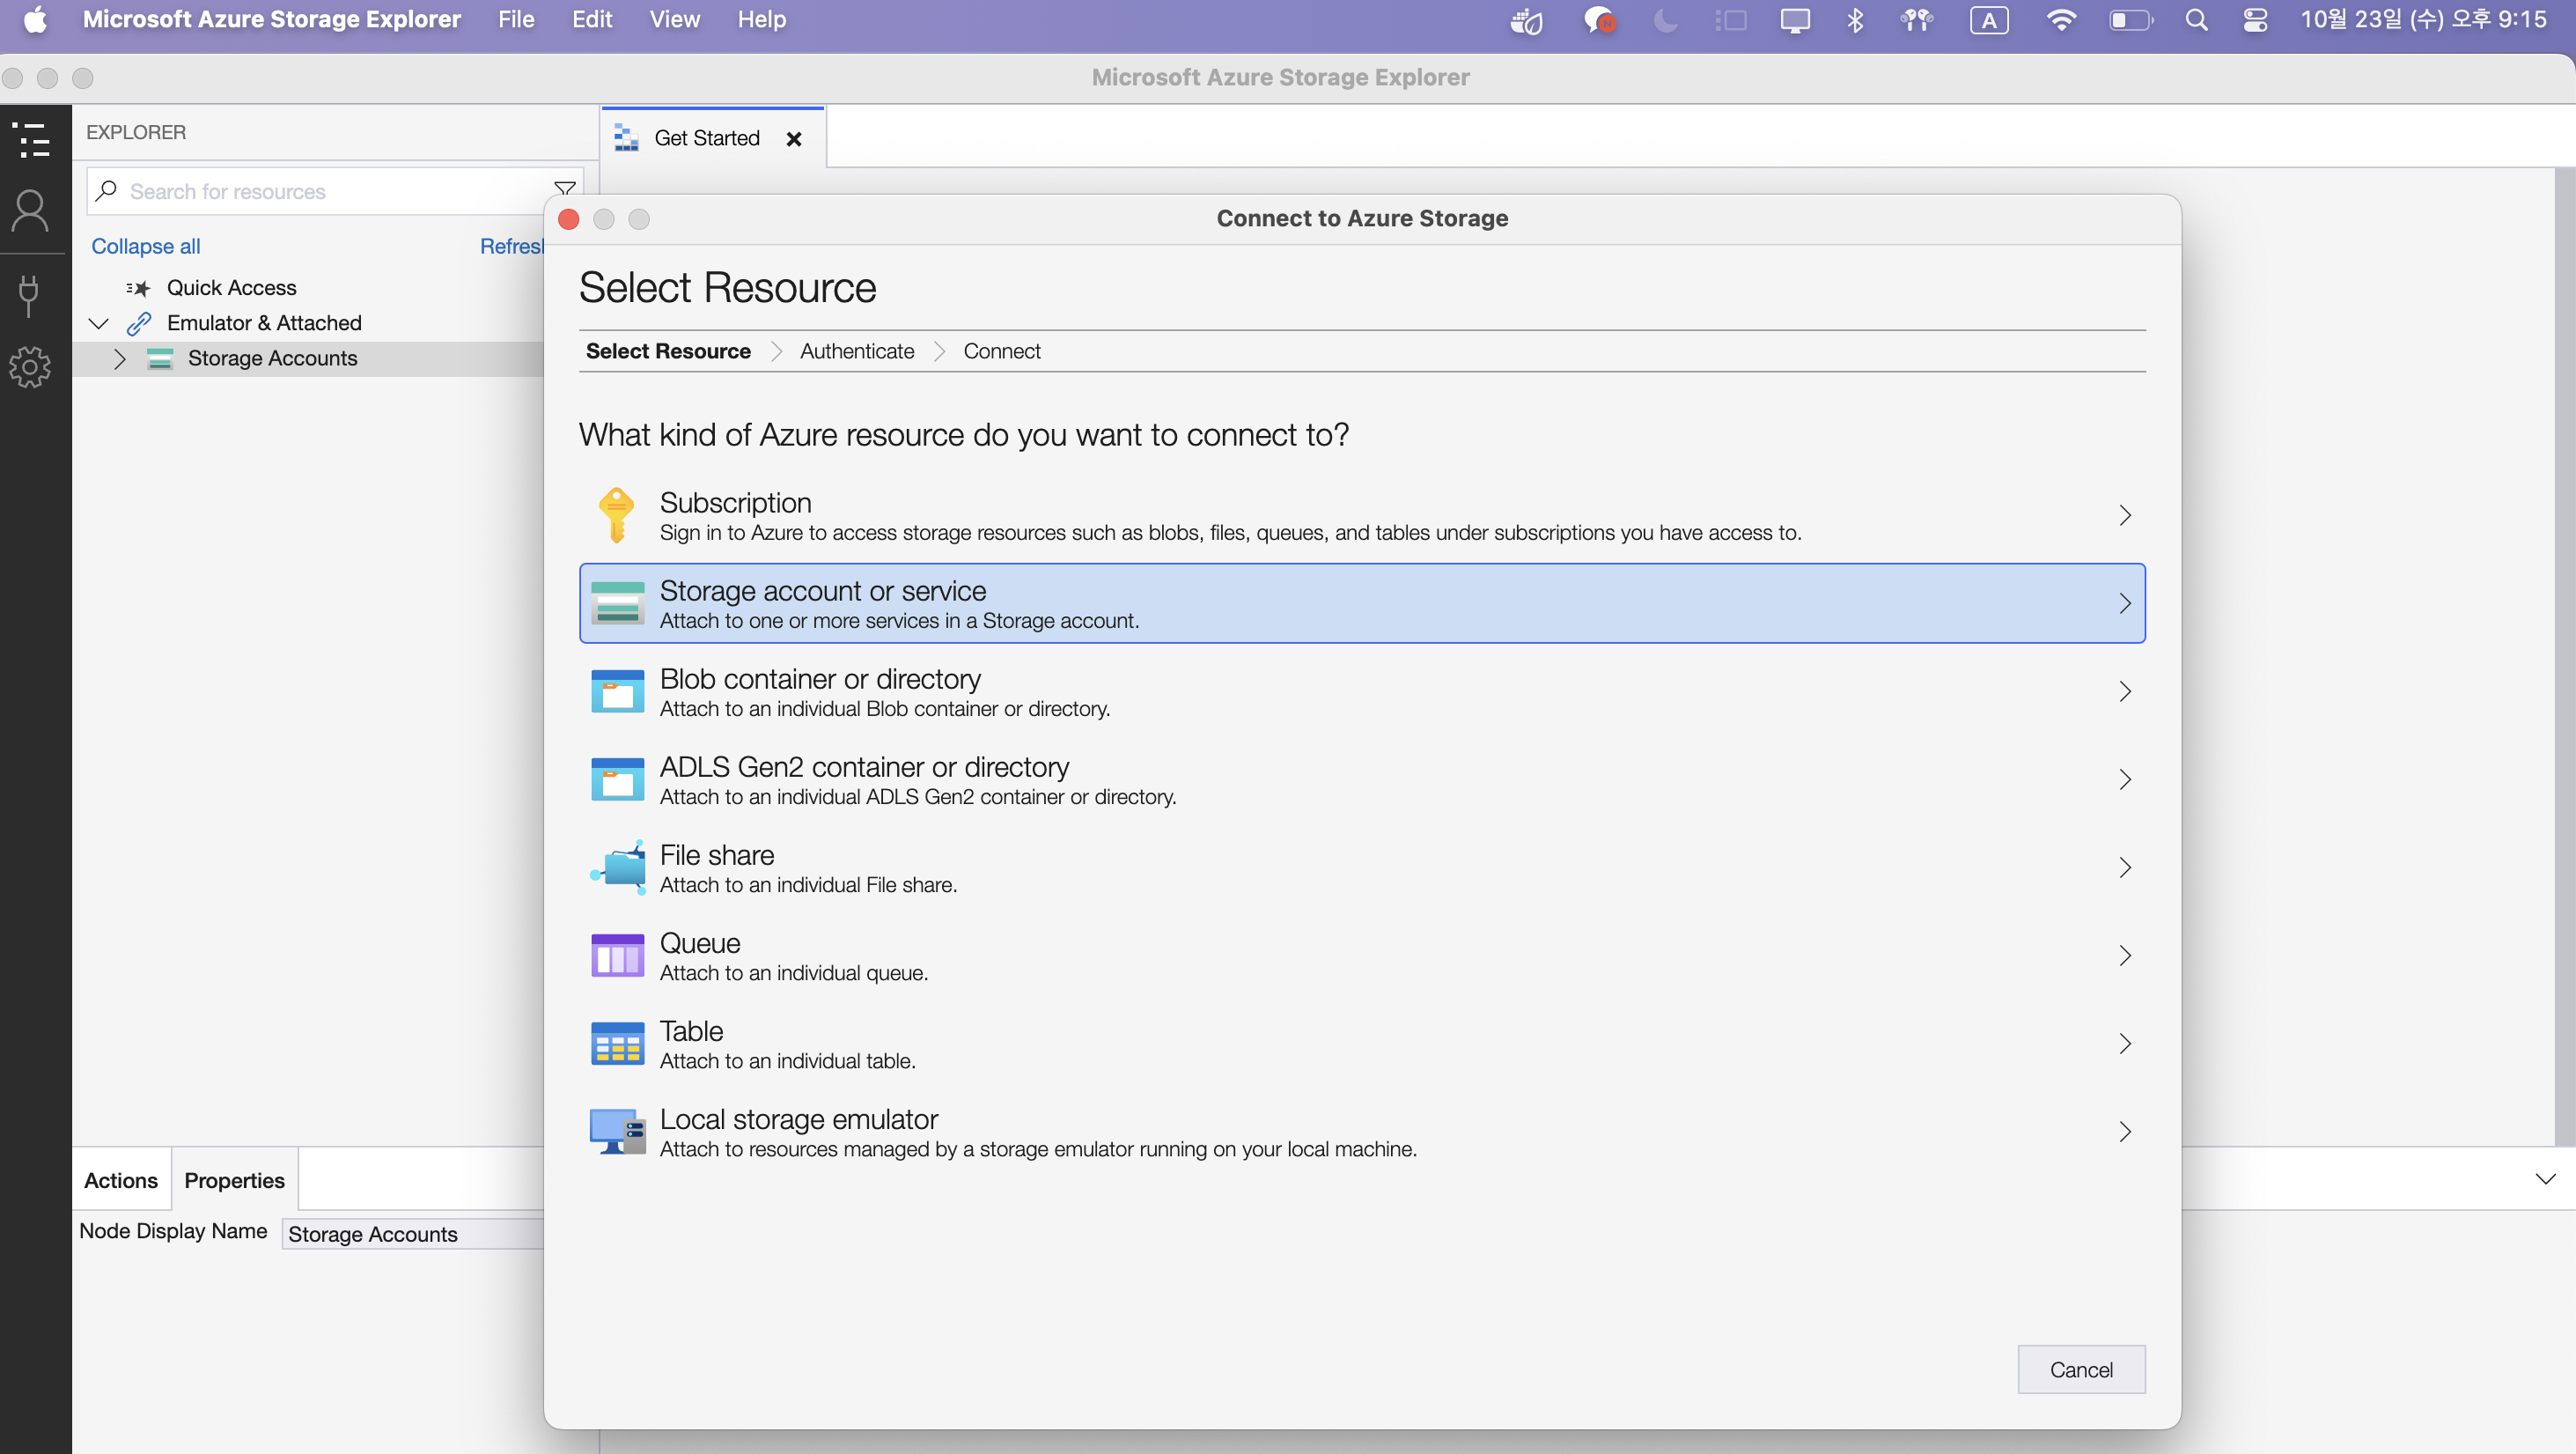 Microsoft Azure Storage Explorer File Edit View Help
A 10월 23일 (수) 오후 9:15
Microsoft Azure Storage Explorer
EXPLORER
Get Started
Search for resources
Collapse all
Quick Access
Emulator & Attached
Storage Accounts
Connect to Azure Storage
Select Resource
Select Resource Authenticate Connect
What kind of Azure resource do you want to connect to?
Subscription
Sign in to Azure to access storage resources such as blobs, files, queues, and tables under subscriptions you have access to.
Storage account or service
Attach to one or more services in a Storage account.
Blob container or directory
Attach to an individual Blob container or directory.
ADLS Gen2 container or directory
Attach to an individual ADLS Gen2 container or directory.
File share
Attach to an individual File share.
Queue
Attach to an individual queue.
Table
Attach to an individual table.
Local storage emulator
Attach to resources managed by a storage emulator running on your local machine.
Cancel
Actions Properties
Node Display Name Storage Accounts